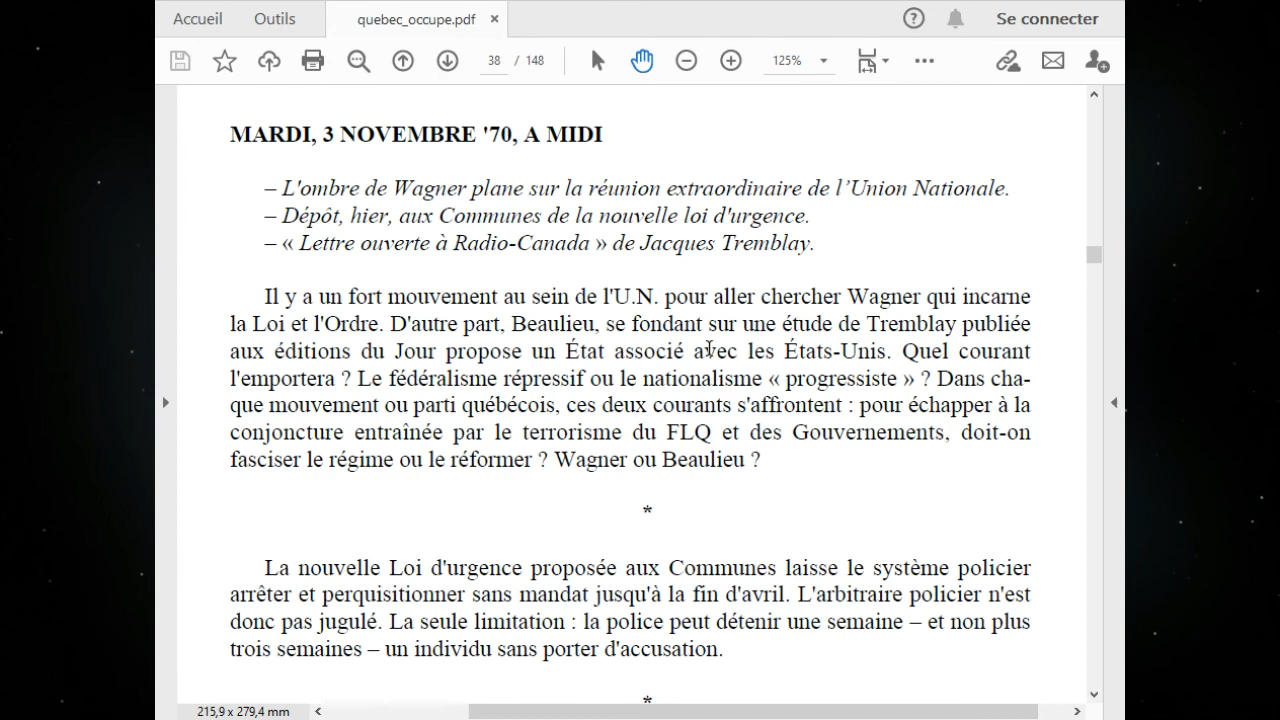 Accueil Outils quebec_occupe.pdf × Se connecter
38 / 148 125%
MARDI, 3 NOVEMBRE '70, A MIDI
– L'ombre de Wagner plane sur la réunion extraordinaire de l’Union Nationale.
– Dépôt, hier, aux Communes de la nouvelle loi d'urgence.
– « Lettre ouverte à Radio-Canada » de Jacques Tremblay.
Il y a un fort mouvement au sein de l'U.N. pour aller chercher Wagner qui incarne
la Loi et l'Ordre. D'autre part, Beaulieu, se fondant sur une étude de Tremblay publiée
aux éditions du Jour propose un État associé avec les États-Unis. Quel courant
l'emportera ? Le fédéralisme répressif ou le nationalisme « progressiste » ? Dans cha-
que mouvement ou parti québécois, ces deux courants s'affrontent : pour échapper à la
conjoncture entraînée par le terrorisme du FLQ et des Gouvernements, doit-on
fasciser le régime ou le réformer ? Wagner ou Beaulieu ?
*
La nouvelle Loi d'urgence proposée aux Communes laisse le système policier
arrêter et perquisitionner sans mandat jusqu'à la fin d'avril. L'arbitraire policier n'est
donc pas jugulé. La seule limitation : la police peut détenir une semaine – et non plus
trois semaines – un individu sans porter d'accusation.
*
215,9 x 279,4 mm